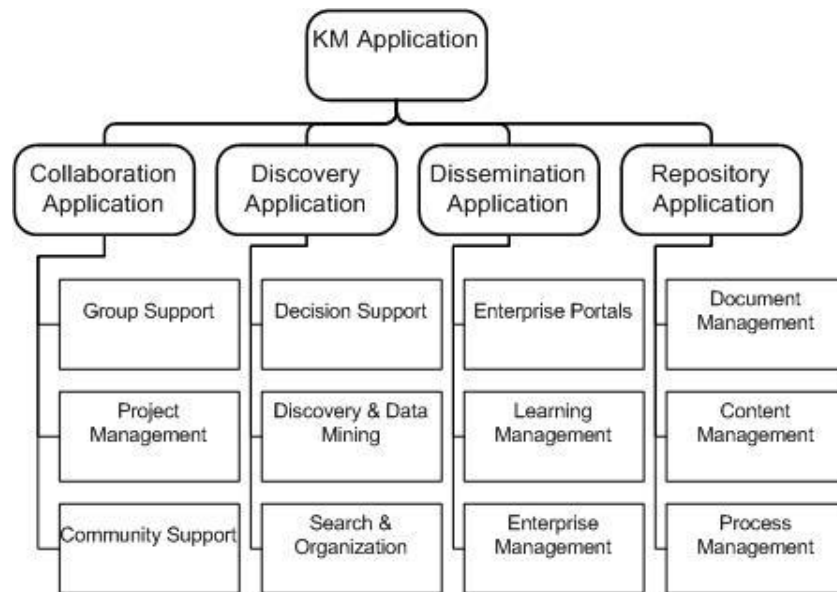 KM Application
Collaboration
Application
Discovery
Application
Dissemination
Application
Repository
Application
Group Support
Decision Support
Enterprise Portals
Document
Management
Project
Management
Discovery & Data
Mining
Learning
Management
Content
Management
Community Support
Search &
Organization
Enterprise
Management
Process
Management